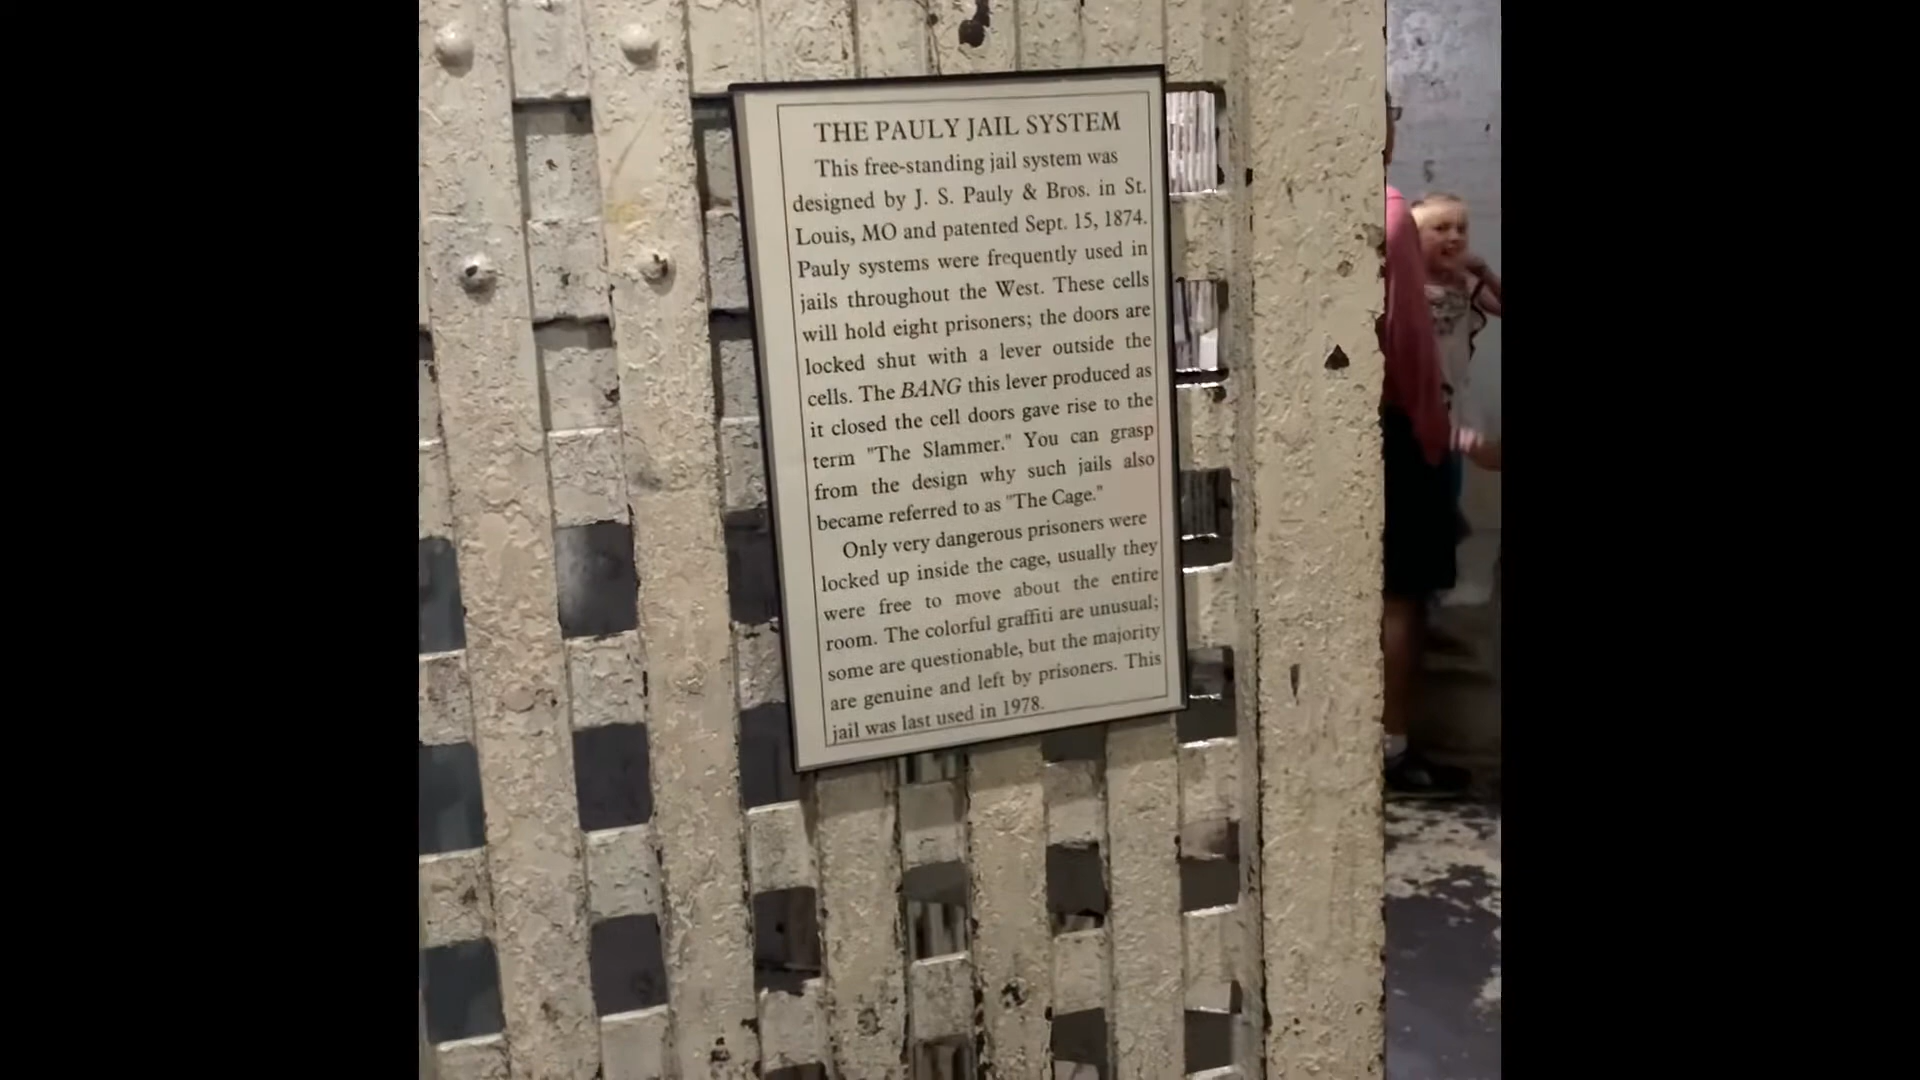 THE PAULY JAIL SYSTEM
This free-standing jail system was
designed by J. S. Pauly & Bros. in St.
Louis, MO and patented Sept. 15, 1874.
Pauly systems were frequently used in
jails throughout the West. These cells
will hold eight prisoners; the doors are
locked shut with a lever outside the
cells. The BANG this lever produced as
it closed the cell doors gave rise to the
term "The Slammer." You can grasp
from the design why such jails also
became referred to as "The Cage."
Only very dangerous prisoners were
locked up inside the cage, usually they
were free to move about the entire
room. The colorful graffiti are unusual;
some are questionable, but the majority
are genuine and left by prisoners. This
jail was last used in 1978.